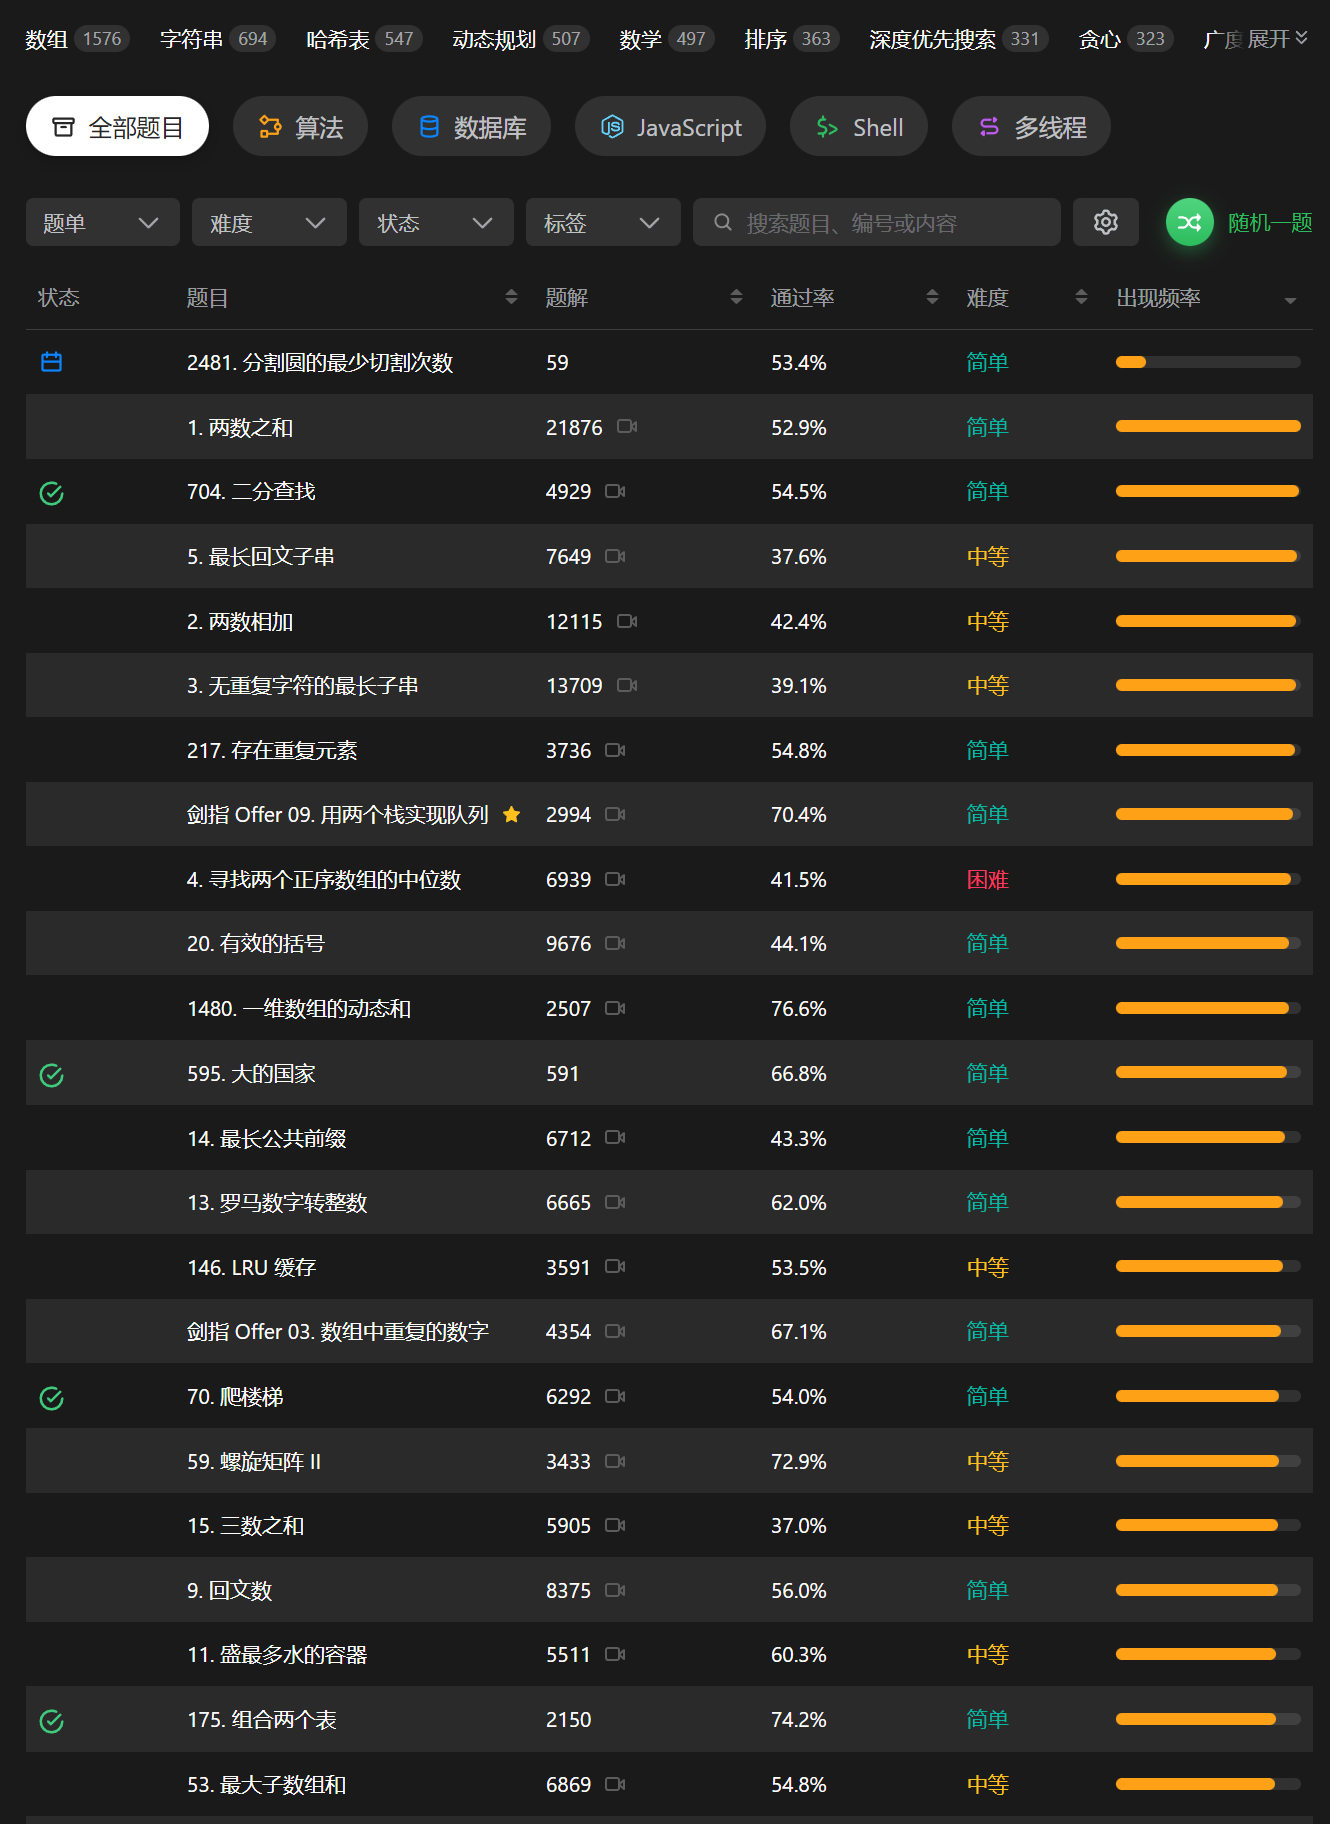 数组 1576 字符串 694 哈希表 547 动态规划 507 数学 497 排序 363 深度优先搜索 331 贪心 323 广度 展开
全部题目 算法 数据库 JavaScript Shell 多线程
题单 难度 状态 标签 搜索题目、编号或内容 随机一题
状态 题目 题解 通过率 难度 出现频率
2481. 分割圆的最少切割次数 59 53.4% 简单
1. 两数之和 21876 52.9% 简单
704. 二分查找 4929 54.5% 简单
5. 最长回文子串 7649 37.6% 中等
2. 两数相加 12115 42.4% 中等
3. 无重复字符的最长子串 13709 39.1% 中等
217. 存在重复元素 3736 54.8% 简单
剑指 Offer 09. 用两个栈实现队列 2994 70.4% 简单
4. 寻找两个正序数组的中位数 6939 41.5% 困难
20. 有效的括号 9676 44.1% 简单
1480. 一维数组的动态和 2507 76.6% 简单
595. 大的国家 591 66.8% 简单
14. 最长公共前缀 6712 43.3% 简单
13. 罗马数字转整数 6665 62.0% 简单
146. LRU 缓存 3591 53.5% 中等
剑指 Offer 03. 数组中重复的数字 4354 67.1% 简单
70. 爬楼梯 6292 54.0% 简单
59. 螺旋矩阵 II 3433 72.9% 中等
15. 三数之和 5905 37.0% 中等
9. 回文数 8375 56.0% 简单
11. 盛最多水的容器 5511 60.3% 中等
175. 组合两个表 2150 74.2% 简单
53. 最大子数组和 6869 54.8% 中等